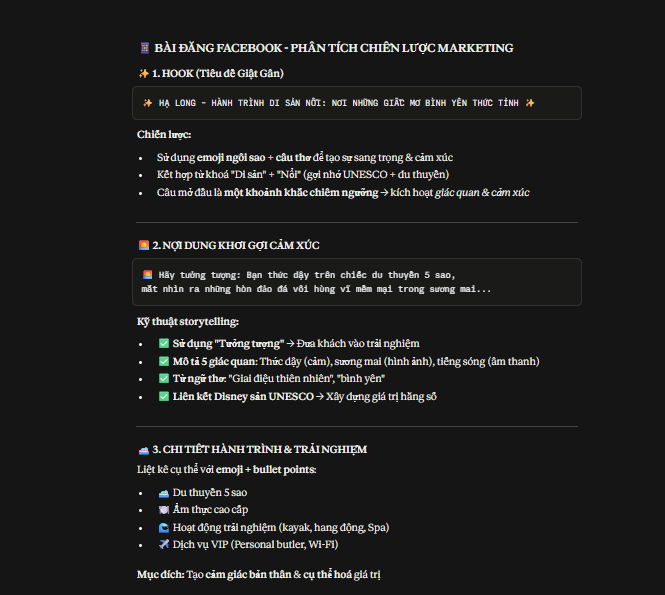 📱 BÀI ĐĂNG FACEBOOK - PHÂN TÍCH CHIẾN LƯỢC MARKETING
✨ 1. HOOK (Tiêu đề Giật Gân)
✨ HẠ LONG - HÀNH TRÌNH DI SẢN NỔI: NƠI NHỮNG GIẤC MƠ BÌNH YÊN THỨC TỈNH ✨
Chiến lược:
• Sử dụng emoji ngôi sao + câu thơ để tạo sự sang trọng & cảm xúc
• Kết hợp từ khoá "Di sản" + "Nổi" (gợi nhớ UNESCO + du thuyền)
• Câu mở đầu là một khoảnh khắc chiêm ngưỡng → kích hoạt giác quan & cảm xúc
🌅 2. NỘI DUNG KHƠI GỢI CẢM XÚC
🌅 Hãy tưởng tượng: Bạn thức dậy trên chiếc du thuyền 5 sao,
mắt nhìn ra những hòn đảo đá vôi hùng vĩ mềm mại trong sương mai...
Kỹ thuật storytelling:
• ✅ Sử dụng "Tưởng tượng" → Đưa khách vào trải nghiệm
• ✅ Mô tả 5 giác quan: Thức dậy (cảm), sương mai (hình ảnh), tiếng sóng (âm thanh)
• ✅ Từ ngữ thơ: "Giai điệu thiên nhiên", "bình yên"
• ✅ Liên kết Disney sản UNESCO → Xây dựng giá trị hằng số
🛥️ 3. CHI TIẾT HÀNH TRÌNH & TRẢI NGHIỆM
Liệt kê cụ thể với emoji + bullet points:
• 🛥️ Du thuyền 5 sao
• 🍽️ Ẩm thực cao cấp
• 🌊 Hoạt động trải nghiệm (kayak, hang động, Spa)
• ✈️ Dịch vụ VIP (Personal butler, Wi-Fi)
Mục đích: Tạo cảm giác bản thân & cụ thể hoá giá trị